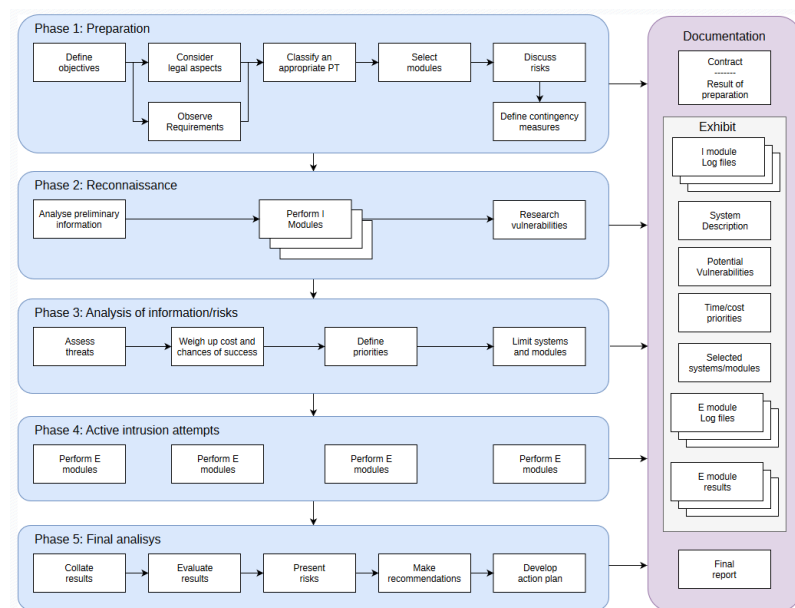 Phase 1: Preparation
Define
objectives
Consider
legal aspects
Classify an
appropriate PT
Select
modules
Discuss
risks
Observe
Requirements
Define contingency
measures
Phase 2: Reconnaissance
Analyse preliminary
information
Perform I
Modules
Research
vulnerabilities
Phase 3: Analysis of information/risks
Assess
threats
Weigh up cost and
chances of success
Define
priorities
Limit systems
and modules
Phase 4: Active intrusion attempts
Perform E
modules
Perform E
modules
Perform E
modules
Perform E
modules
Phase 5: Final analisys
Collate
results
Evaluate
results
Present
risks
Make
recommendations
Develop
action plan
Documentation
Contract
-------
Result of
preparation
Exhibit
I module
Log files
System
Description
Potential
Vulnerabilities
Time/cost
priorities
Selected
systems/modules
E module
Log files
E module
results
Final
report